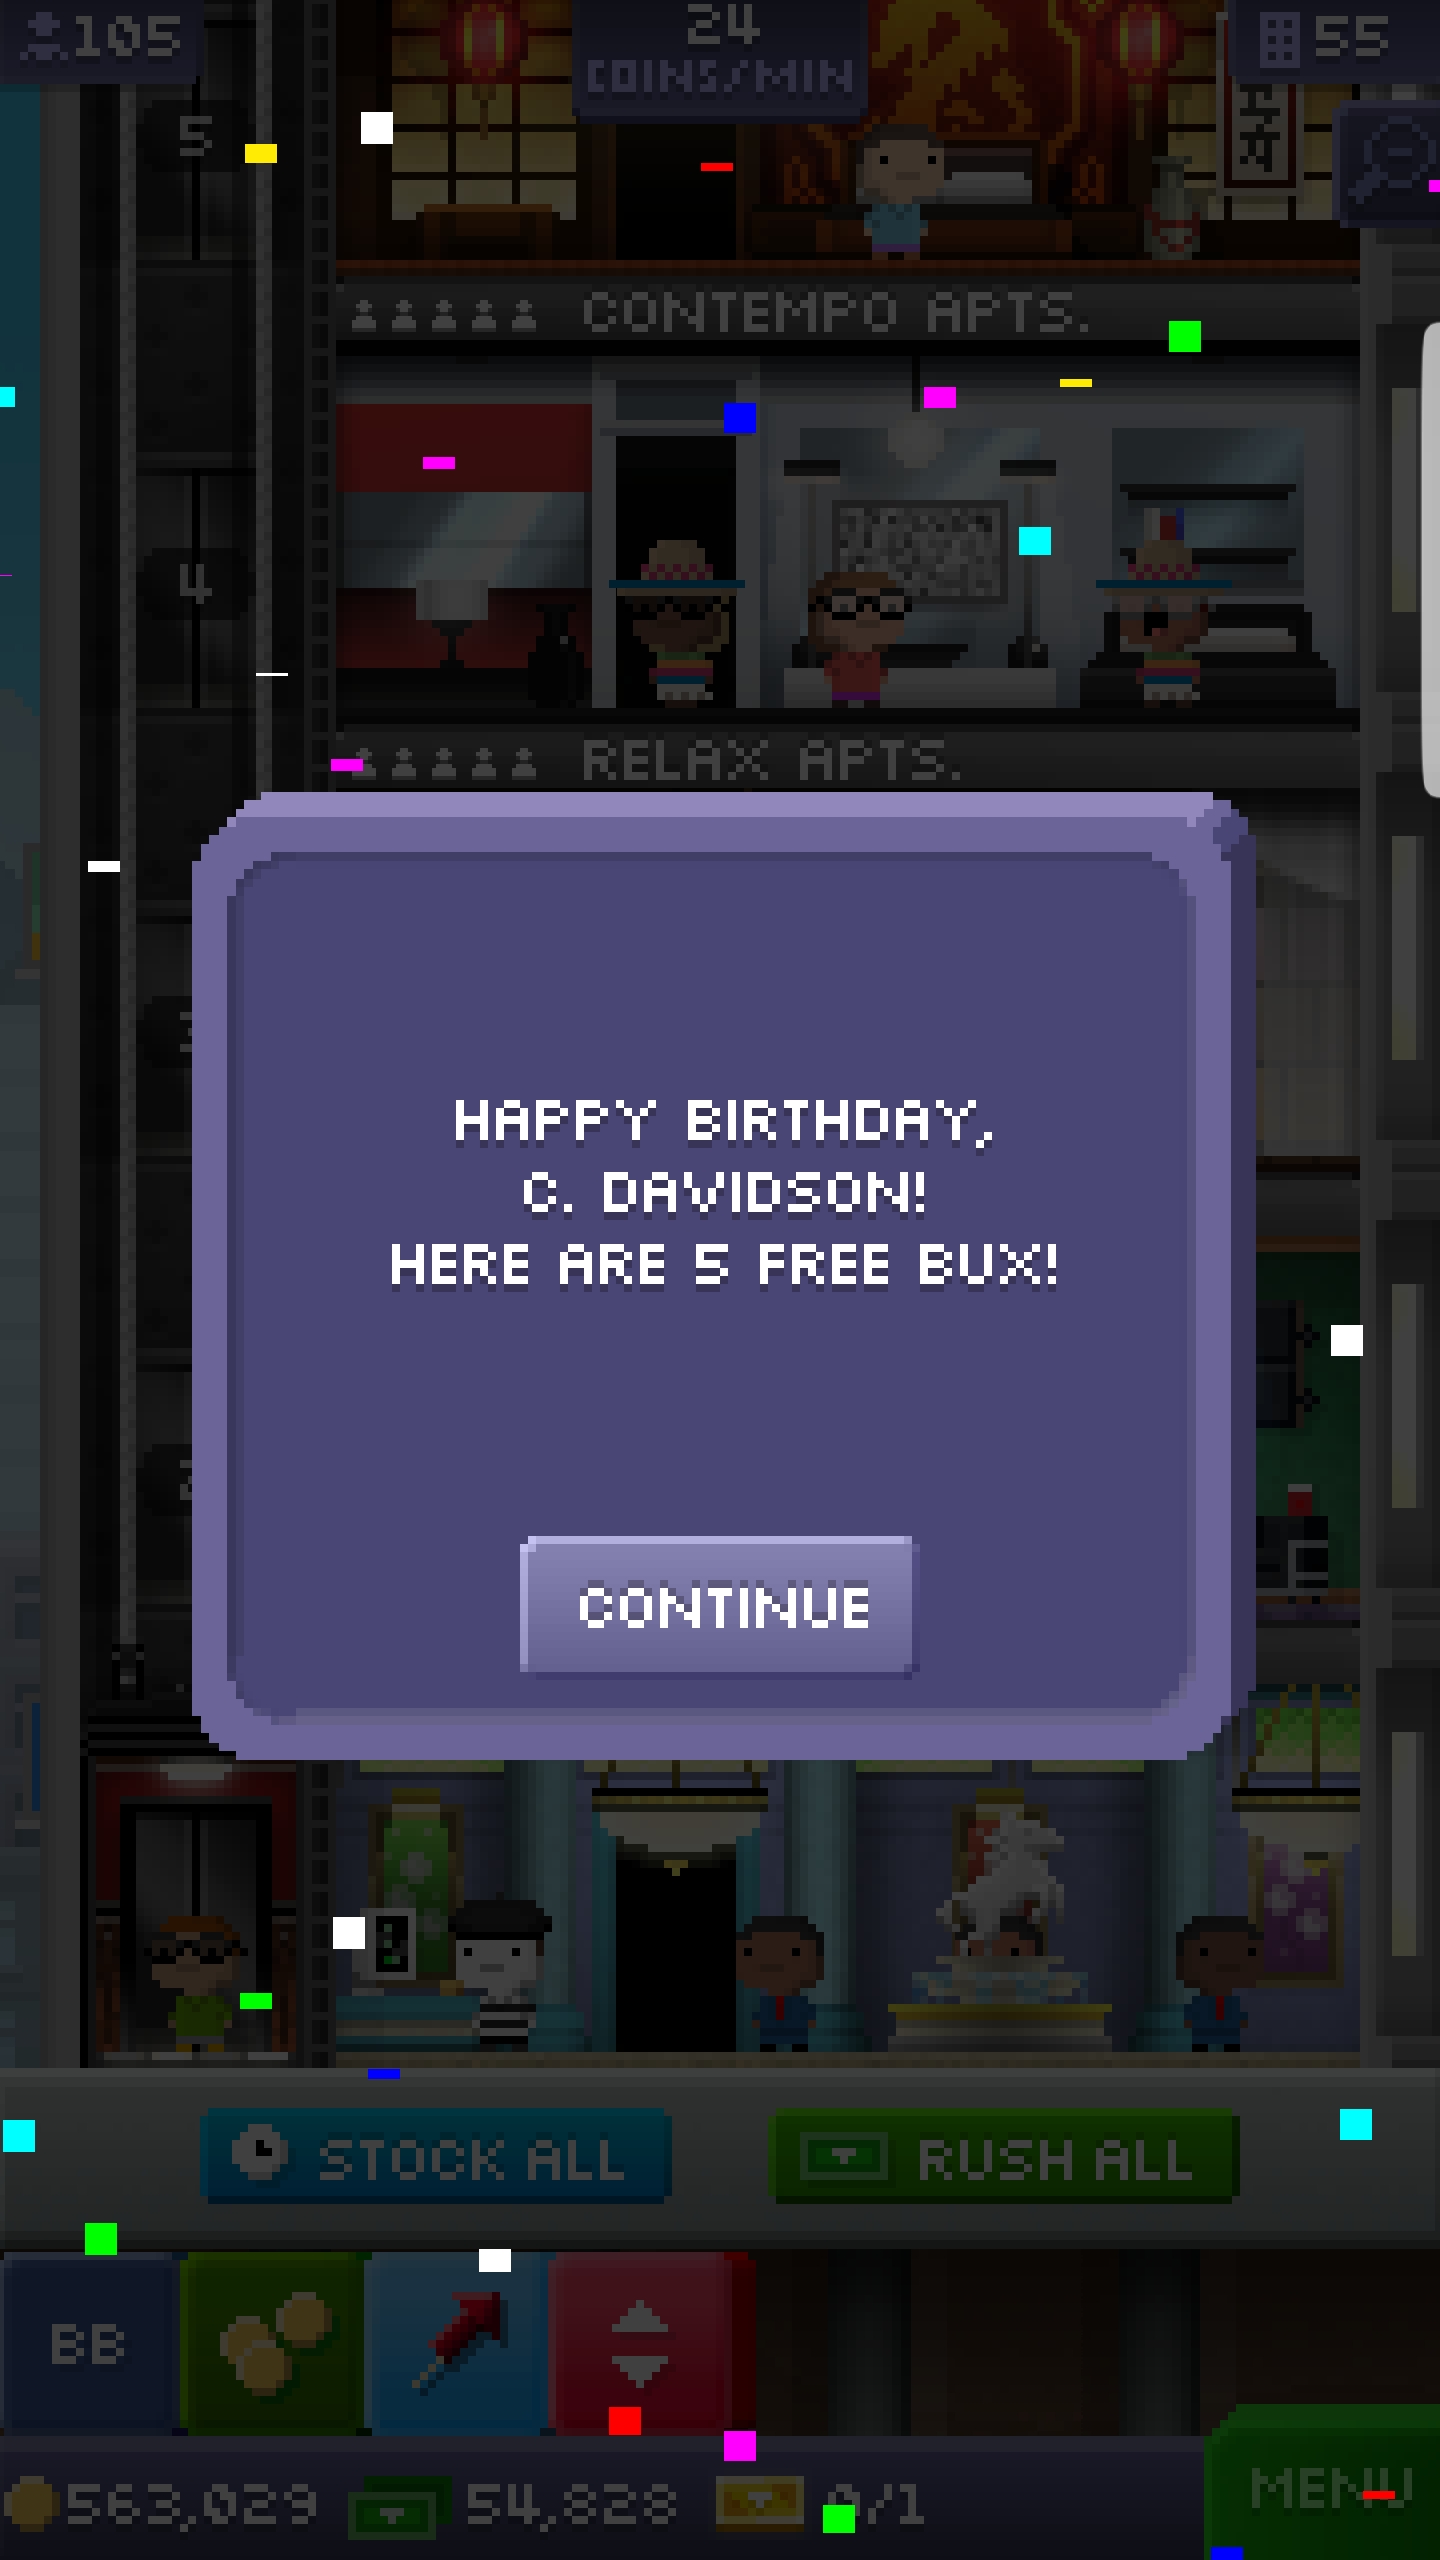 105
24
COINS/MIN
55
5
CONTEMPO APTS.
4
RELAX APTS.
HAPPY BIRTHDAY,
C. DAVIDSON!
HERE ARE 5 FREE BUX!
CONTINUE
STOCK ALL
RUSH ALL
BB
563,029
54,828
0/1
MENU